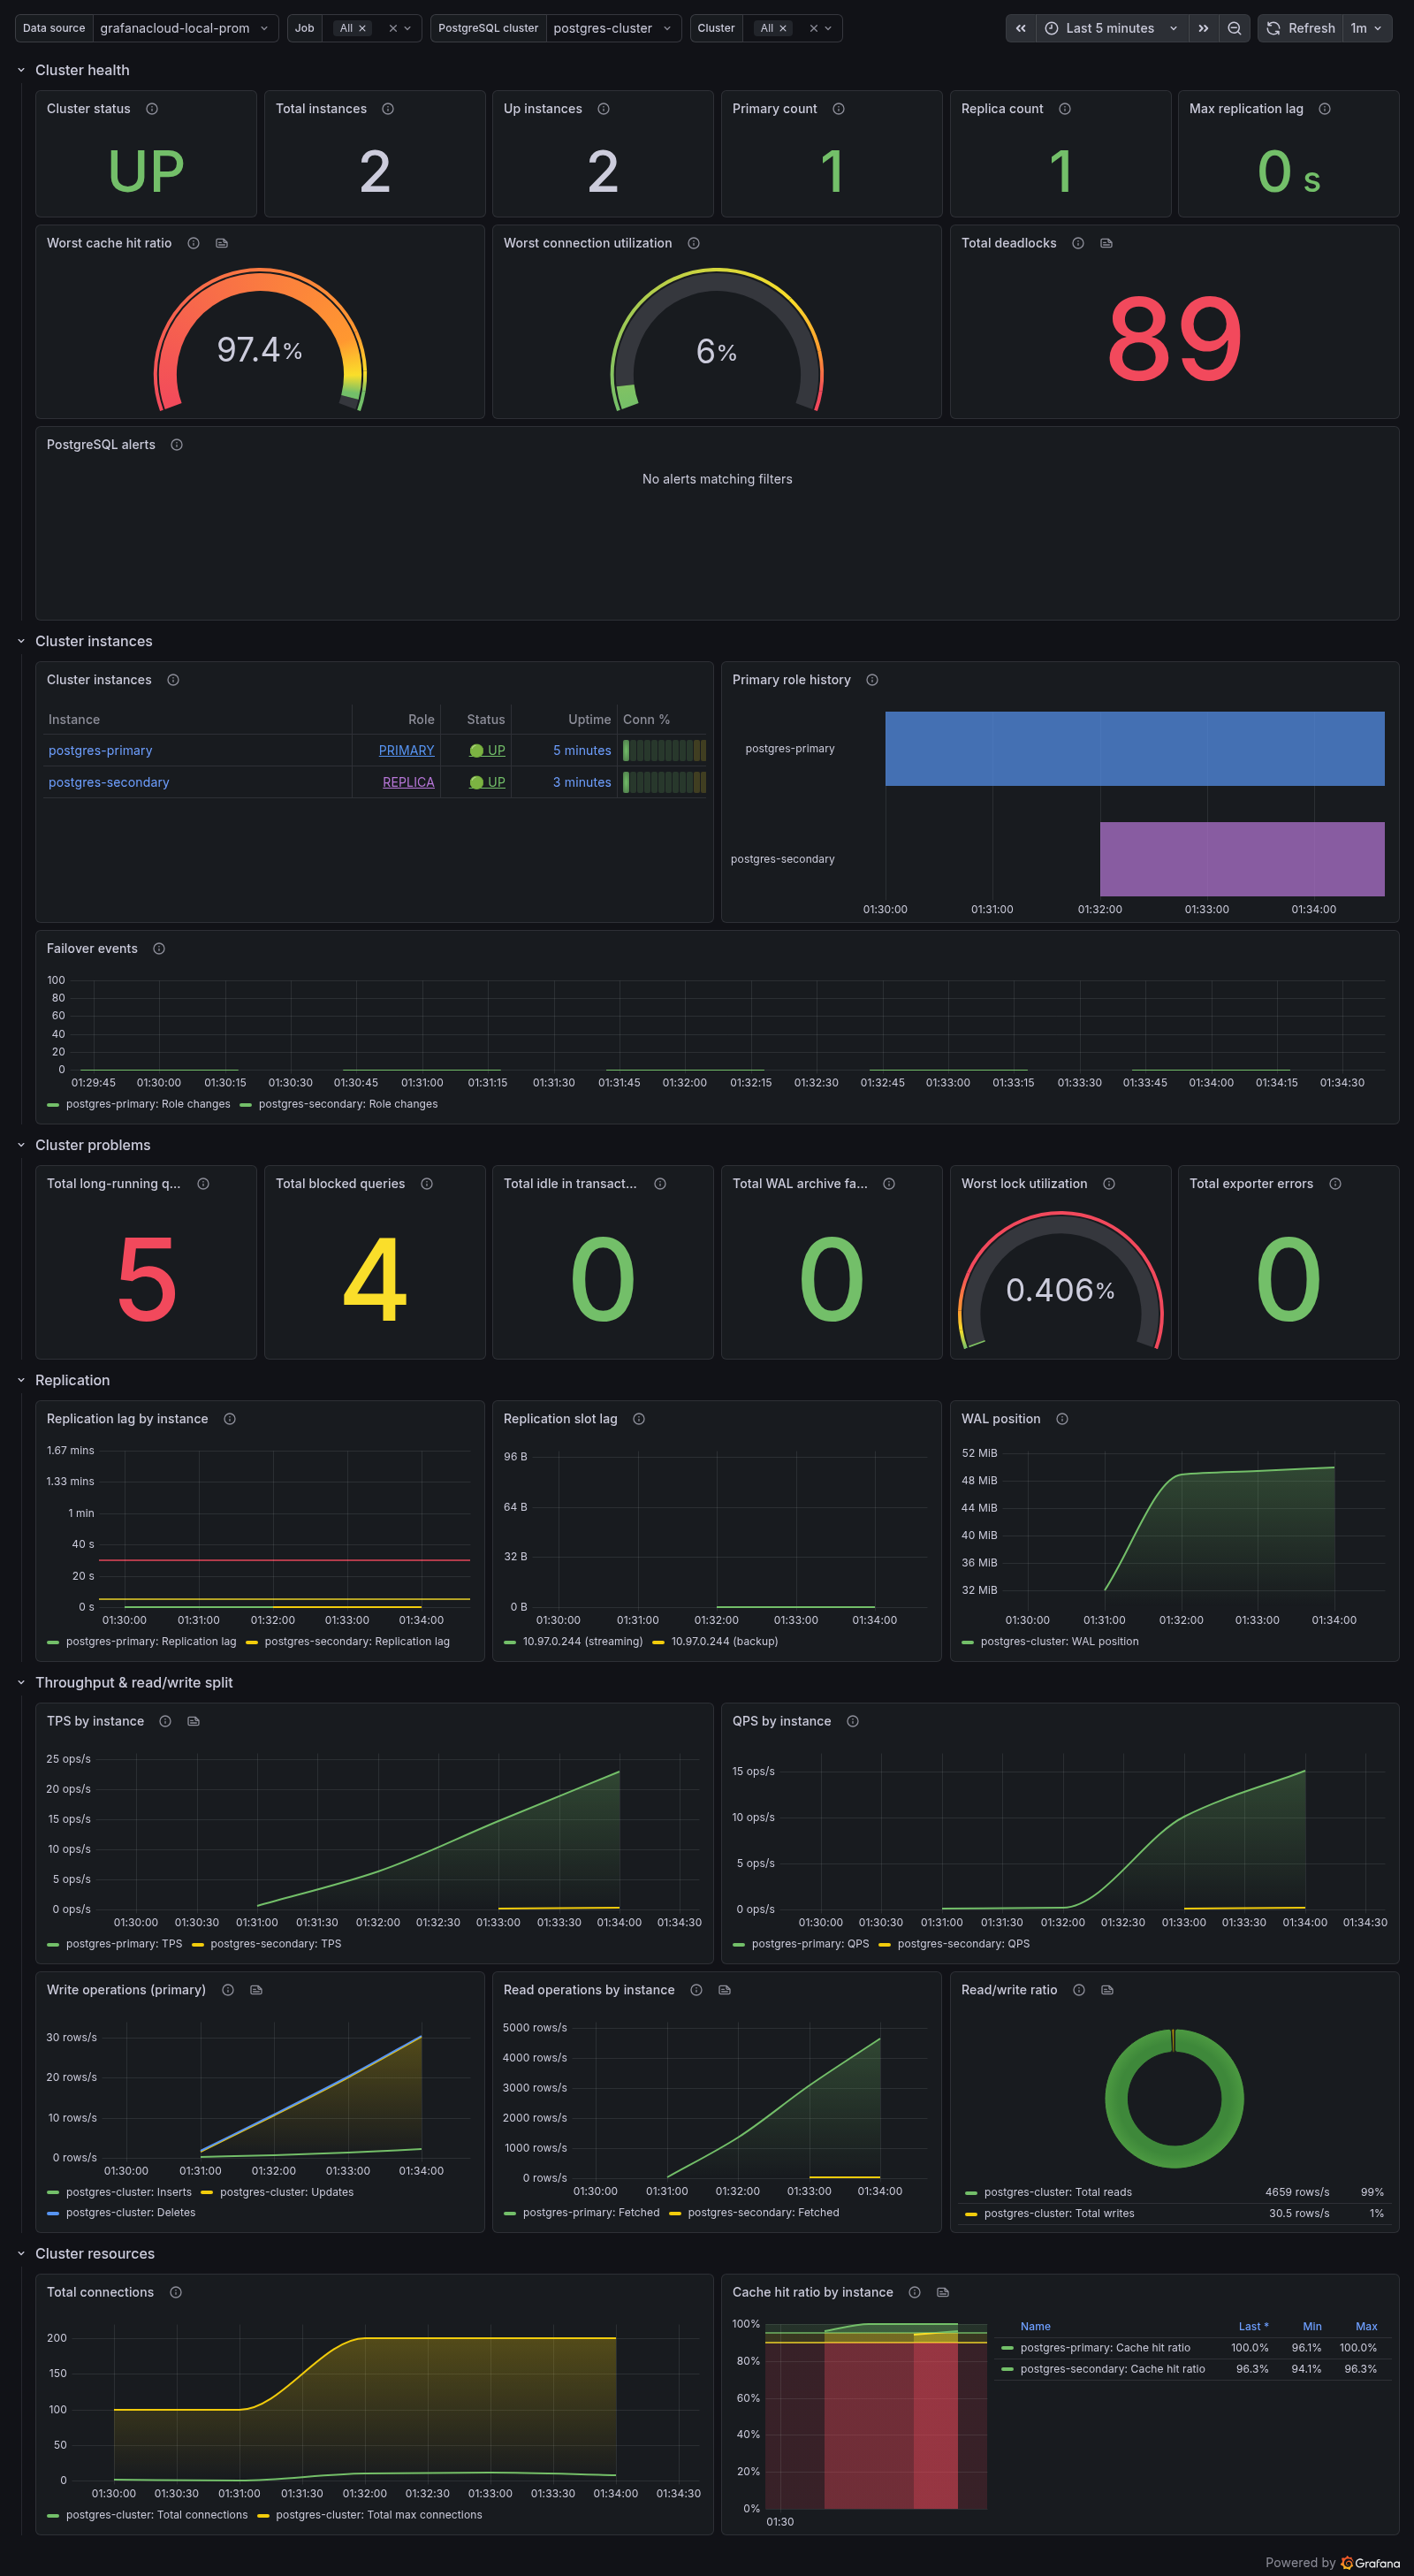 Data source grafanacloud-local-prom Job All PostgreSQL cluster postgres-cluster Cluster All Last 5 minutes Refresh 1m
Cluster health
Cluster status Total instances Up instances Primary count Replica count Max replication lag
UP 2 2 1 1 0 s
Worst cache hit ratio Worst connection utilization Total deadlocks
97.4% 6% 89
PostgreSQL alerts
No alerts matching filters
Cluster instances
Cluster instances
Instance Role Status Uptime Conn %
postgres-primary PRIMARY UP 5 minutes
postgres-secondary REPLICA UP 3 minutes
Primary role history
postgres-primary
postgres-secondary
01:30:00 01:31:00 01:32:00 01:33:00 01:34:00
Failover events
100
80
60
40
20
0
01:29:45 01:30:00 01:30:15 01:30:30 01:30:45 01:31:00 01:31:15 01:31:30 01:31:45 01:32:00 01:32:15 01:32:30 01:32:45 01:33:00 01:33:15 01:33:30 01:33:45 01:34:00 01:34:15 01:34:30
postgres-primary: Role changes postgres-secondary: Role changes
Cluster problems
Total long-running q... Total blocked queries Total idle in transact... Total WAL archive fa... Worst lock utilization Total exporter errors
5 4 0 0 0.406% 0
Replication
Replication lag by instance
1.67 mins
1.33 mins
1 min
40 s
20 s
0 s
01:30:00 01:31:00 01:32:00 01:33:00 01:34:00
postgres-primary: Replication lag postgres-secondary: Replication lag
Replication slot lag
96 B
64 B
32 B
0 B
01:30:00 01:31:00 01:32:00 01:33:00 01:34:00
10.97.0.244 (streaming) 10.97.0.244 (backup)
WAL position
52 MiB
48 MiB
44 MiB
40 MiB
36 MiB
32 MiB
01:30:00 01:31:00 01:32:00 01:33:00 01:34:00
postgres-cluster: WAL position
Throughput & read/write split
TPS by instance
25 ops/s
20 ops/s
15 ops/s
10 ops/s
5 ops/s
0 ops/s
01:30:00 01:30:30 01:31:00 01:31:30 01:32:00 01:32:30 01:33:00 01:33:30 01:34:00 01:34:30
postgres-primary: TPS postgres-secondary: TPS
QPS by instance
15 ops/s
10 ops/s
5 ops/s
0 ops/s
01:30:00 01:30:30 01:31:00 01:31:30 01:32:00 01:32:30 01:33:00 01:33:30 01:34:00 01:34:30
postgres-primary: QPS postgres-secondary: QPS
Write operations (primary)
30 rows/s
20 rows/s
10 rows/s
0 rows/s
01:30:00 01:31:00 01:32:00 01:33:00 01:34:00
postgres-cluster: Inserts postgres-cluster: Updates
postgres-cluster: Deletes
Read operations by instance
5000 rows/s
4000 rows/s
3000 rows/s
2000 rows/s
1000 rows/s
0 rows/s
01:30:00 01:31:00 01:32:00 01:33:00 01:34:00
postgres-primary: Fetched postgres-secondary: Fetched
Read/write ratio
postgres-cluster: Total reads 4659 rows/s 99%
postgres-cluster: Total writes 30.5 rows/s 1%
Cluster resources
Total connections
200
150
100
50
0
01:30:00 01:30:30 01:31:00 01:31:30 01:32:00 01:32:30 01:33:00 01:33:30 01:34:00 01:34:30
postgres-cluster: Total connections postgres-cluster: Total max connections
Cache hit ratio by instance
100%
80%
60%
40%
20%
0%
01:30
Name Last * Min Max
postgres-primary: Cache hit ratio 100.0% 96.1% 100.0%
postgres-secondary: Cache hit ratio 96.3% 94.1% 96.3%
Powered by Grafana